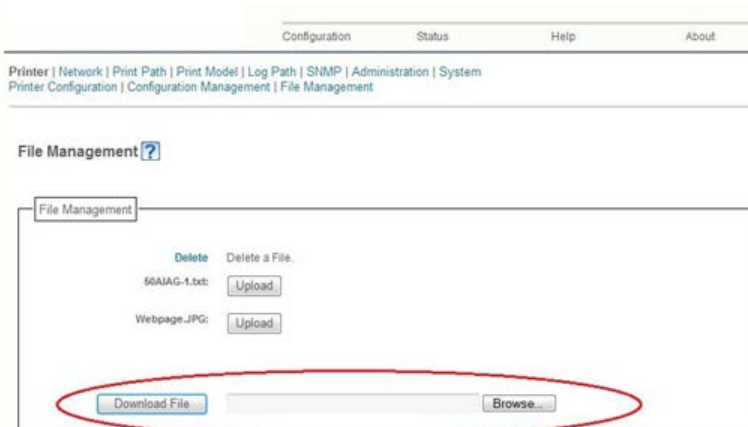 Configuration Status Help About
Printer | Network | Print Path | Print Model | Log Path | SNMP | Administration | System
Printer Configuration | Configuration Management | File Management
File Management ?
File Management
Delete Delete a File.
50AIAG-1.txt: Upload
Webpage.JPG: Upload
Download File Browse...